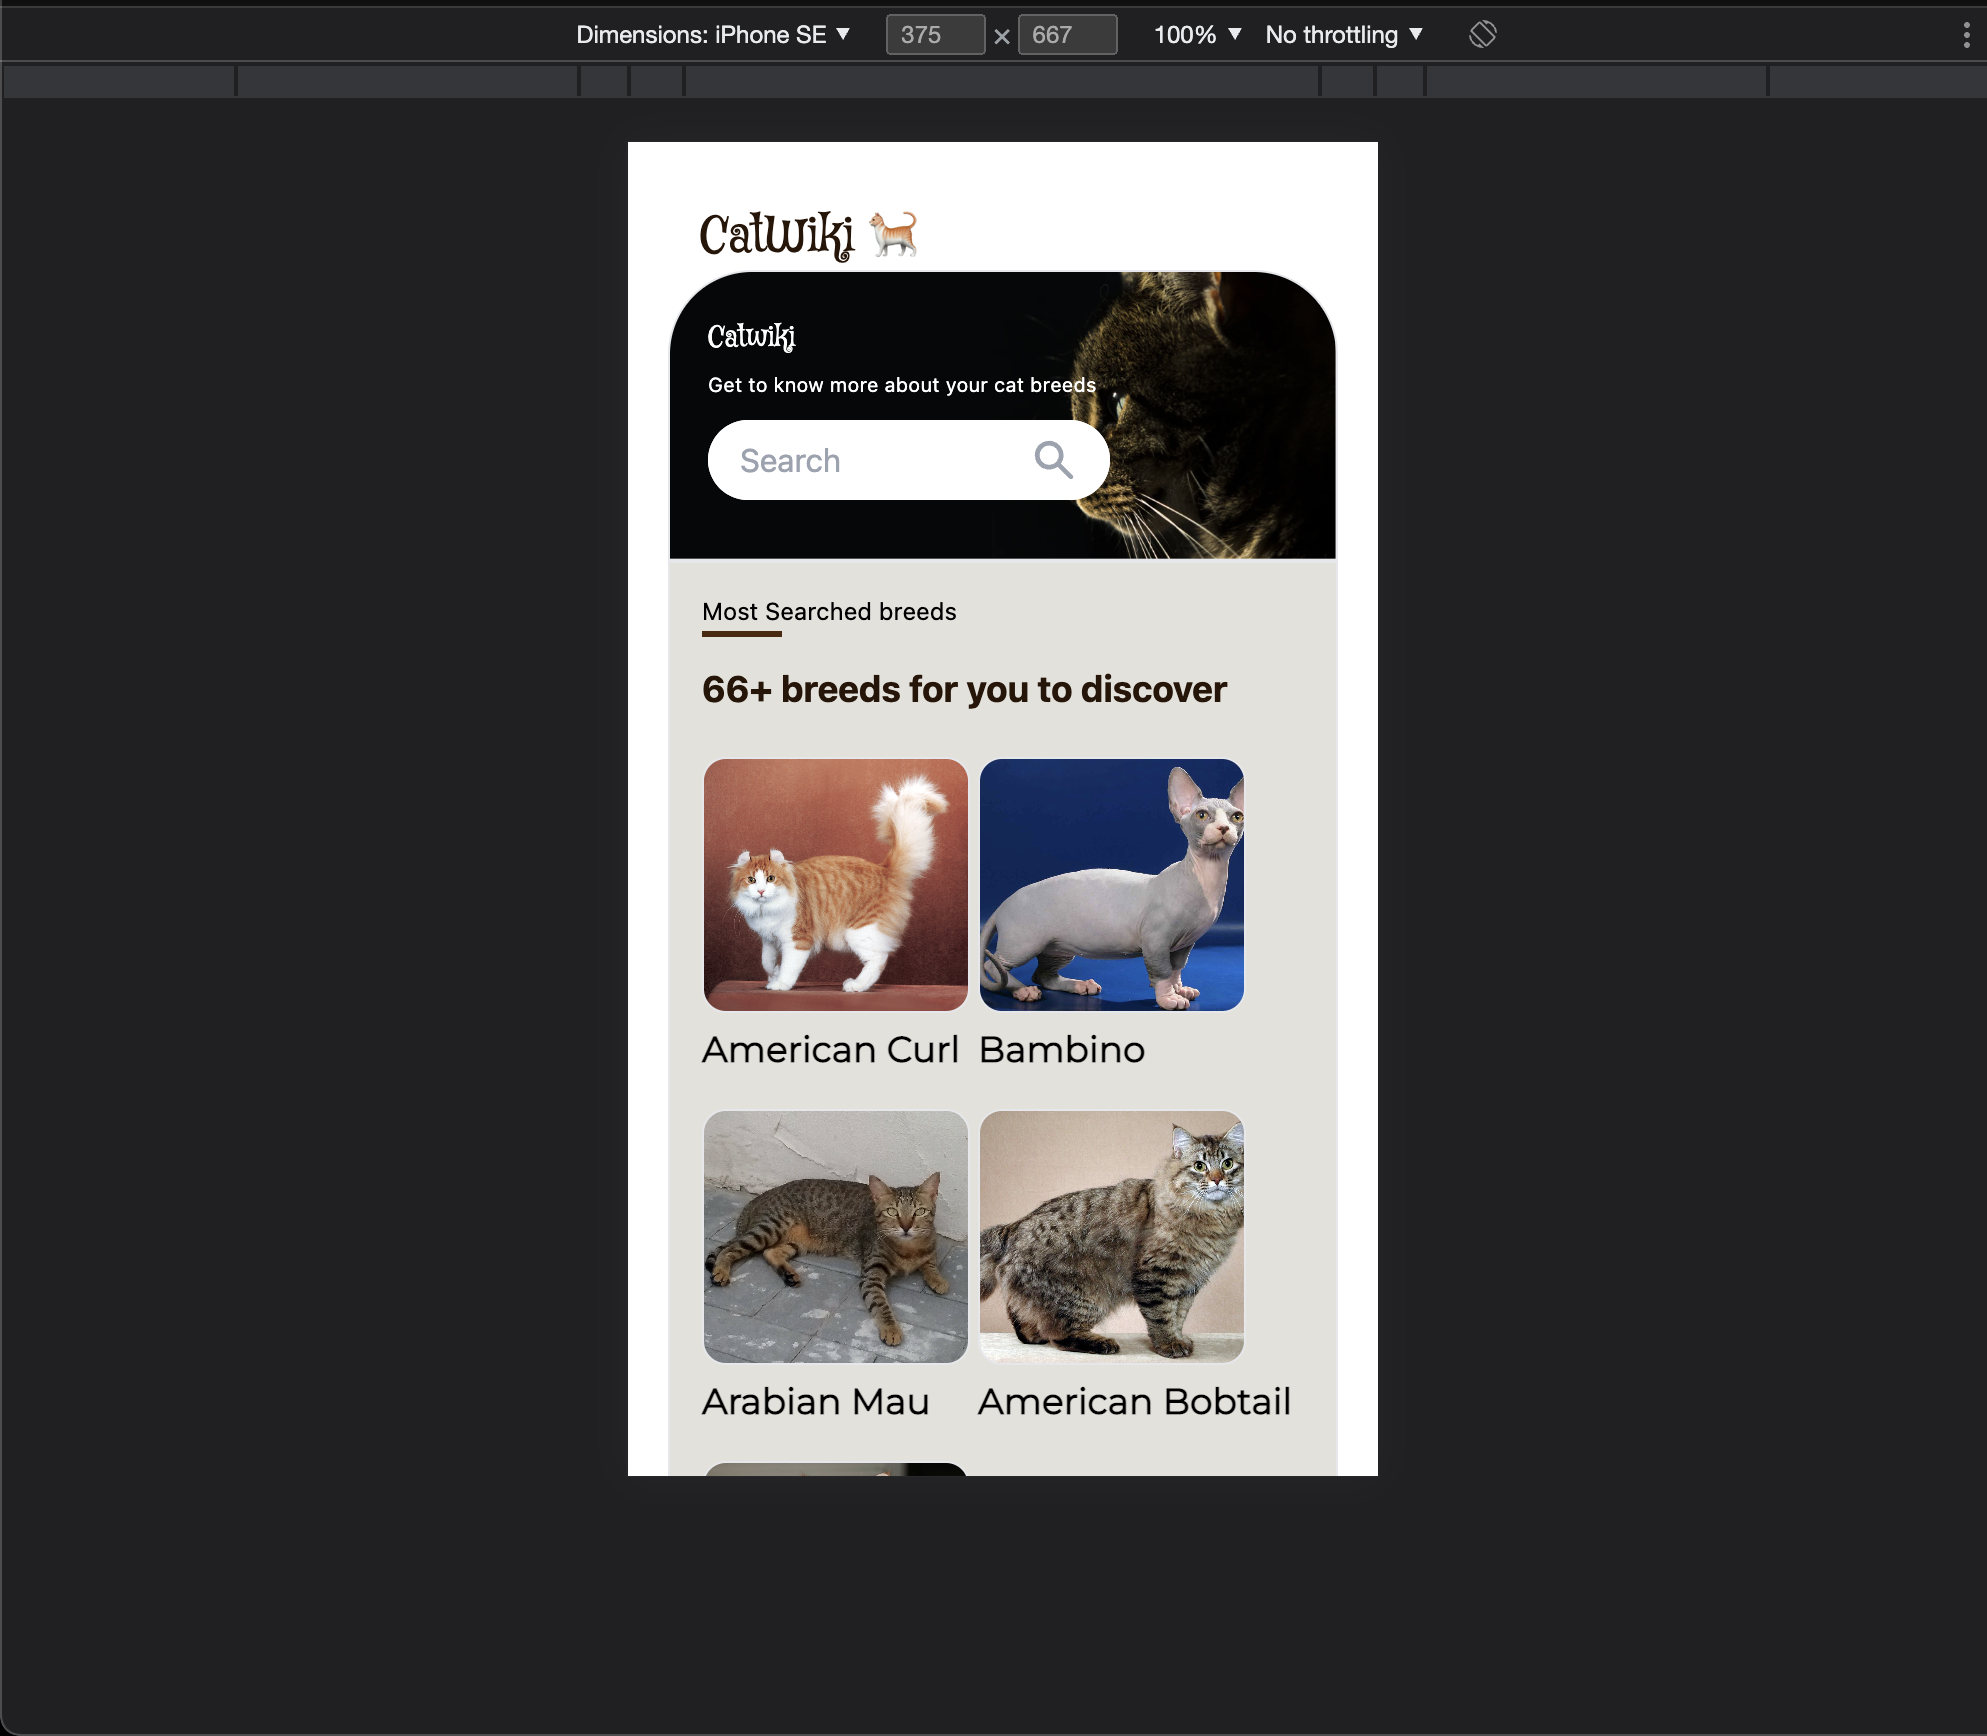 Dimensions: iPhone SE ▼ 375 × 667 100% ▼ No throttling ▼
CatWiki
CatWiki
Get to know more about your cat breeds
Search
Most Searched breeds
66+ breeds for you to discover
American Curl Bambino
Arabian Mau American Bobtail